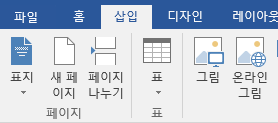 파일 홈 삽입 디자인 레이아웃
표지 새 페이지 페이지 나누기 표 그림 온라인 그림
페이지 표